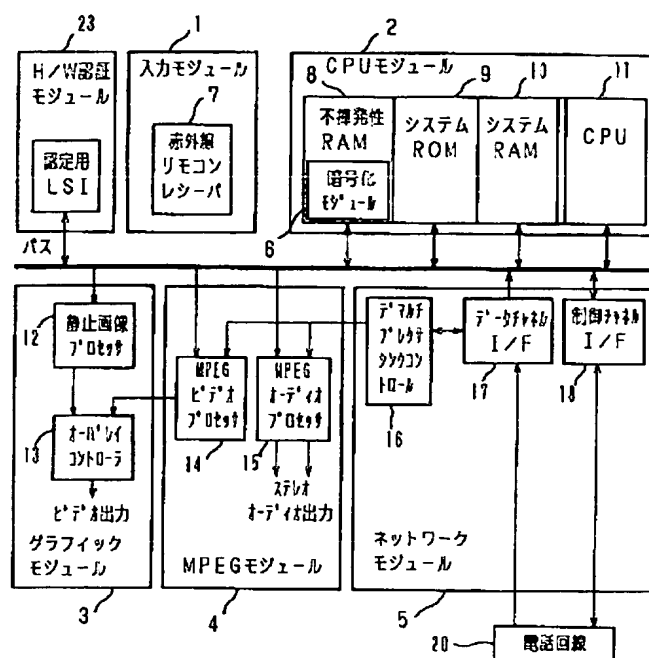 23
H/W認証
モジュール
認定用
LSI
1
入力モジュール
7
赤外線
リモコン
レシーバ
2
CPUモジュール
8
不揮発性
RAM
暗号化
モジュール
6
9
システム
ROM
10
システム
RAM
11
CPU
バス
12
静止画像
プロセッサ
13
オーバレイ
コントローラ
ビデオ出力
グラフィック
モジュール
3
MPEG
ビデオ
プロセッサ
14
MPEG
オーディオ
プロセッサ
15
ステレオ
オーディオ出力
MPEGモジュール
4
デマルチ
プレクテ
シングコン
トロール
16
データチャネル
I/F
17
制御チャネル
I/F
18
ネットワーク
モジュール
5
20
電話回線